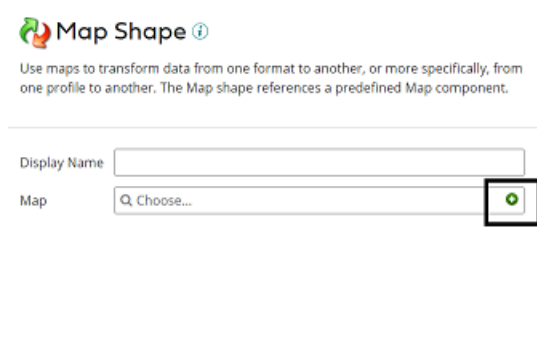 Map Shape
Use maps to transform data from one format to another, or more specifically, from
one profile to another. The Map shape references a predefined Map component.
Display Name
Map Choose...